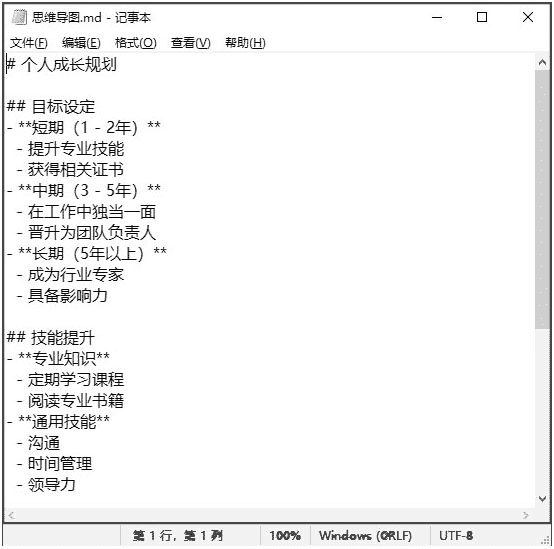 思维导图.md - 记事本
文件(F) 编辑(E) 格式(O) 查看(V) 帮助(H)
# 个人成长规划
## 目标设定
- **短期（1 - 2年）**
- 提升专业技能
- 获得相关证书
- **中期（3 - 5年）**
- 在工作中独当一面
- 晋升为团队负责人
- **长期（5年以上）**
- 成为行业专家
- 具备影响力
## 技能提升
- **专业知识**
- 定期学习课程
- 阅读专业书籍
- **通用技能**
- 沟通
- 时间管理
- 领导力
第 1 行，第 1 列 100% Windows (CRLF) UTF-8